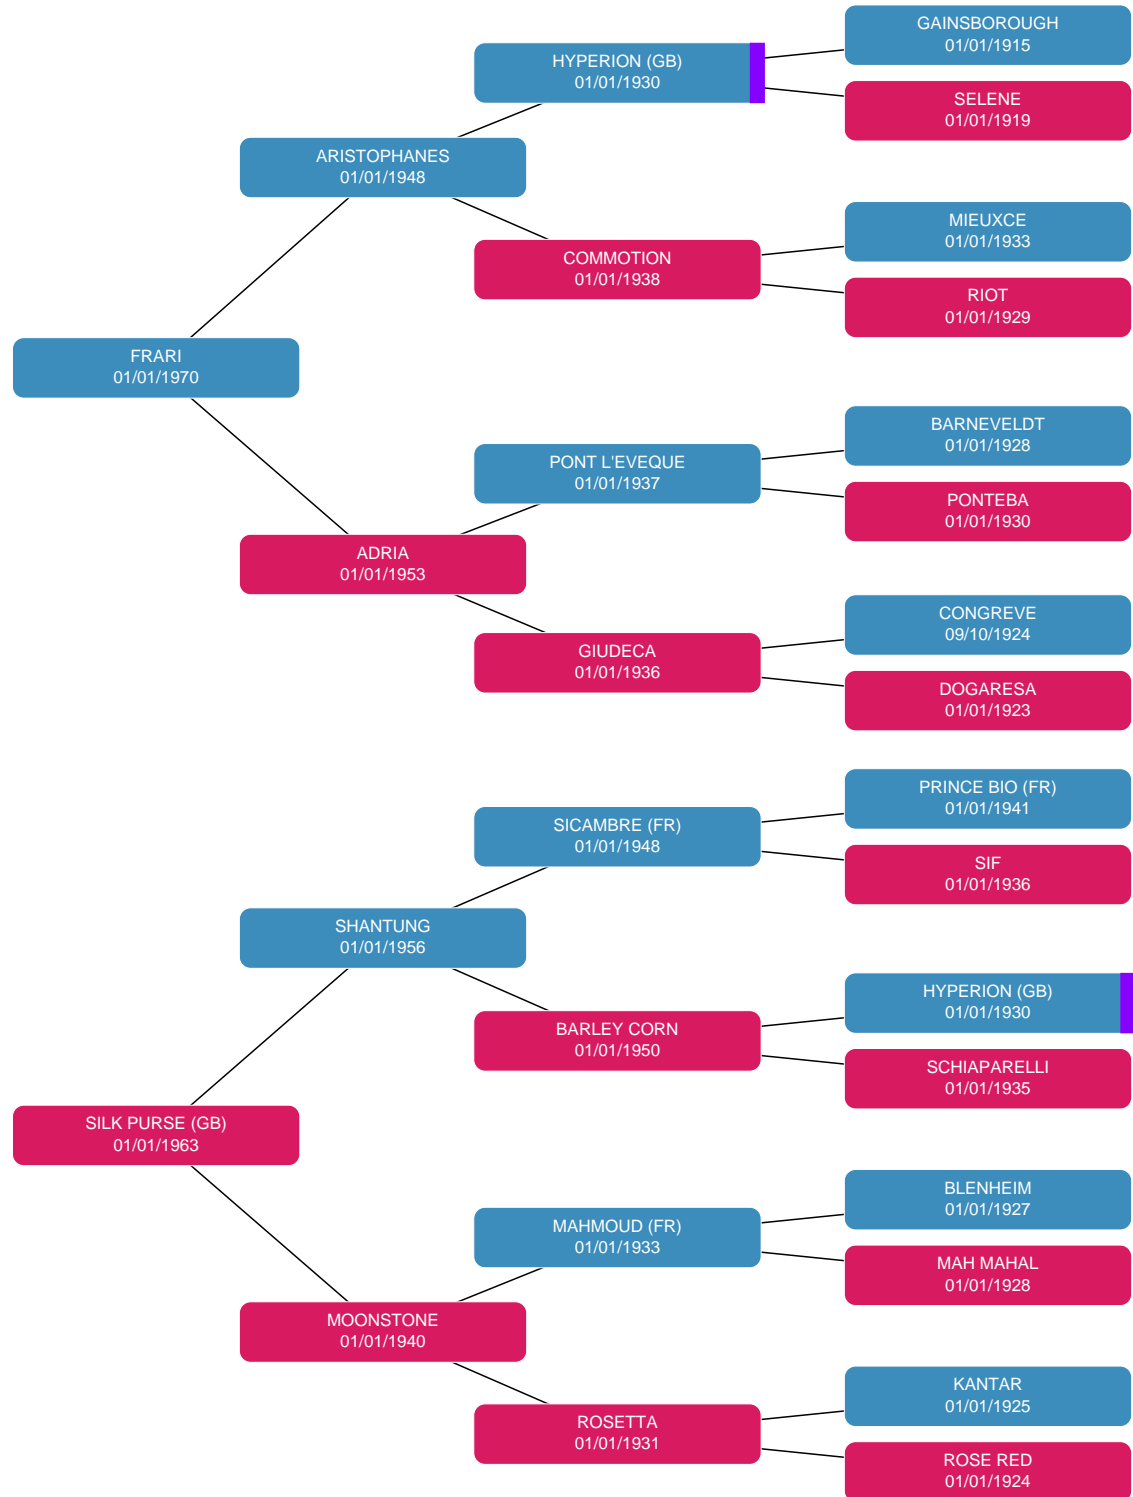 GAINSBOROUGH
01/01/1915
HYPERION (GB)
01/01/1930
SELENE
01/01/1919
ARISTOPHANES
01/01/1948
MIEUXCE
01/01/1933
COMMOTION
01/01/1938
RIOT
01/01/1929
FRARI
01/01/1970
BARNEVELDT
01/01/1928
PONT L'EVEQUE
01/01/1937
PONTEBA
01/01/1930
ADRIA
01/01/1953
CONGREVE
09/10/1924
GIUDECA
01/01/1936
DOGARESA
01/01/1923
PRINCE BIO (FR)
01/01/1941
SICAMBRE (FR)
01/01/1948
SIF
01/01/1936
SHANTUNG
01/01/1956
HYPERION (GB)
01/01/1930
BARLEY CORN
01/01/1950
SCHIAPARELLI
01/01/1935
SILK PURSE (GB)
01/01/1963
BLENHEIM
01/01/1927
MAHMOUD (FR)
01/01/1933
MAH MAHAL
01/01/1928
MOONSTONE
01/01/1940
KANTAR
01/01/1925
ROSETTA
01/01/1931
ROSE RED
01/01/1924